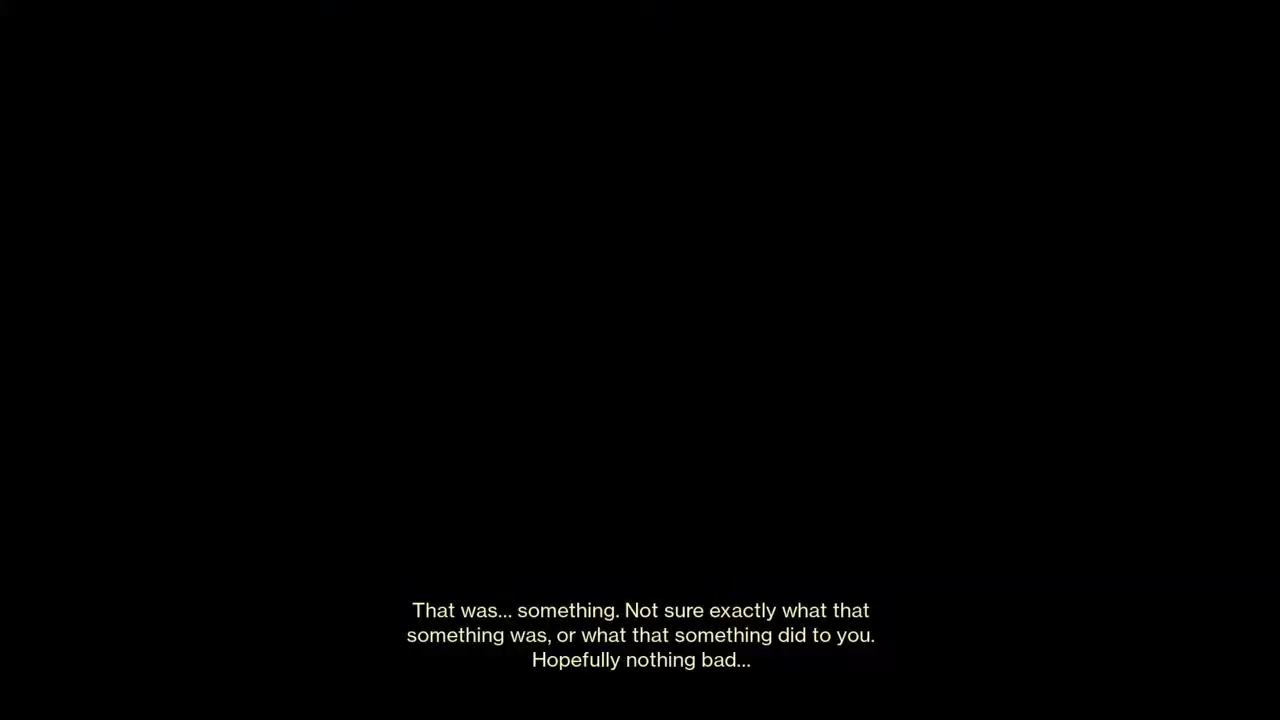 That was... something. Not sure exactly what that
something was, or what that something did to you.
Hopefully nothing bad...